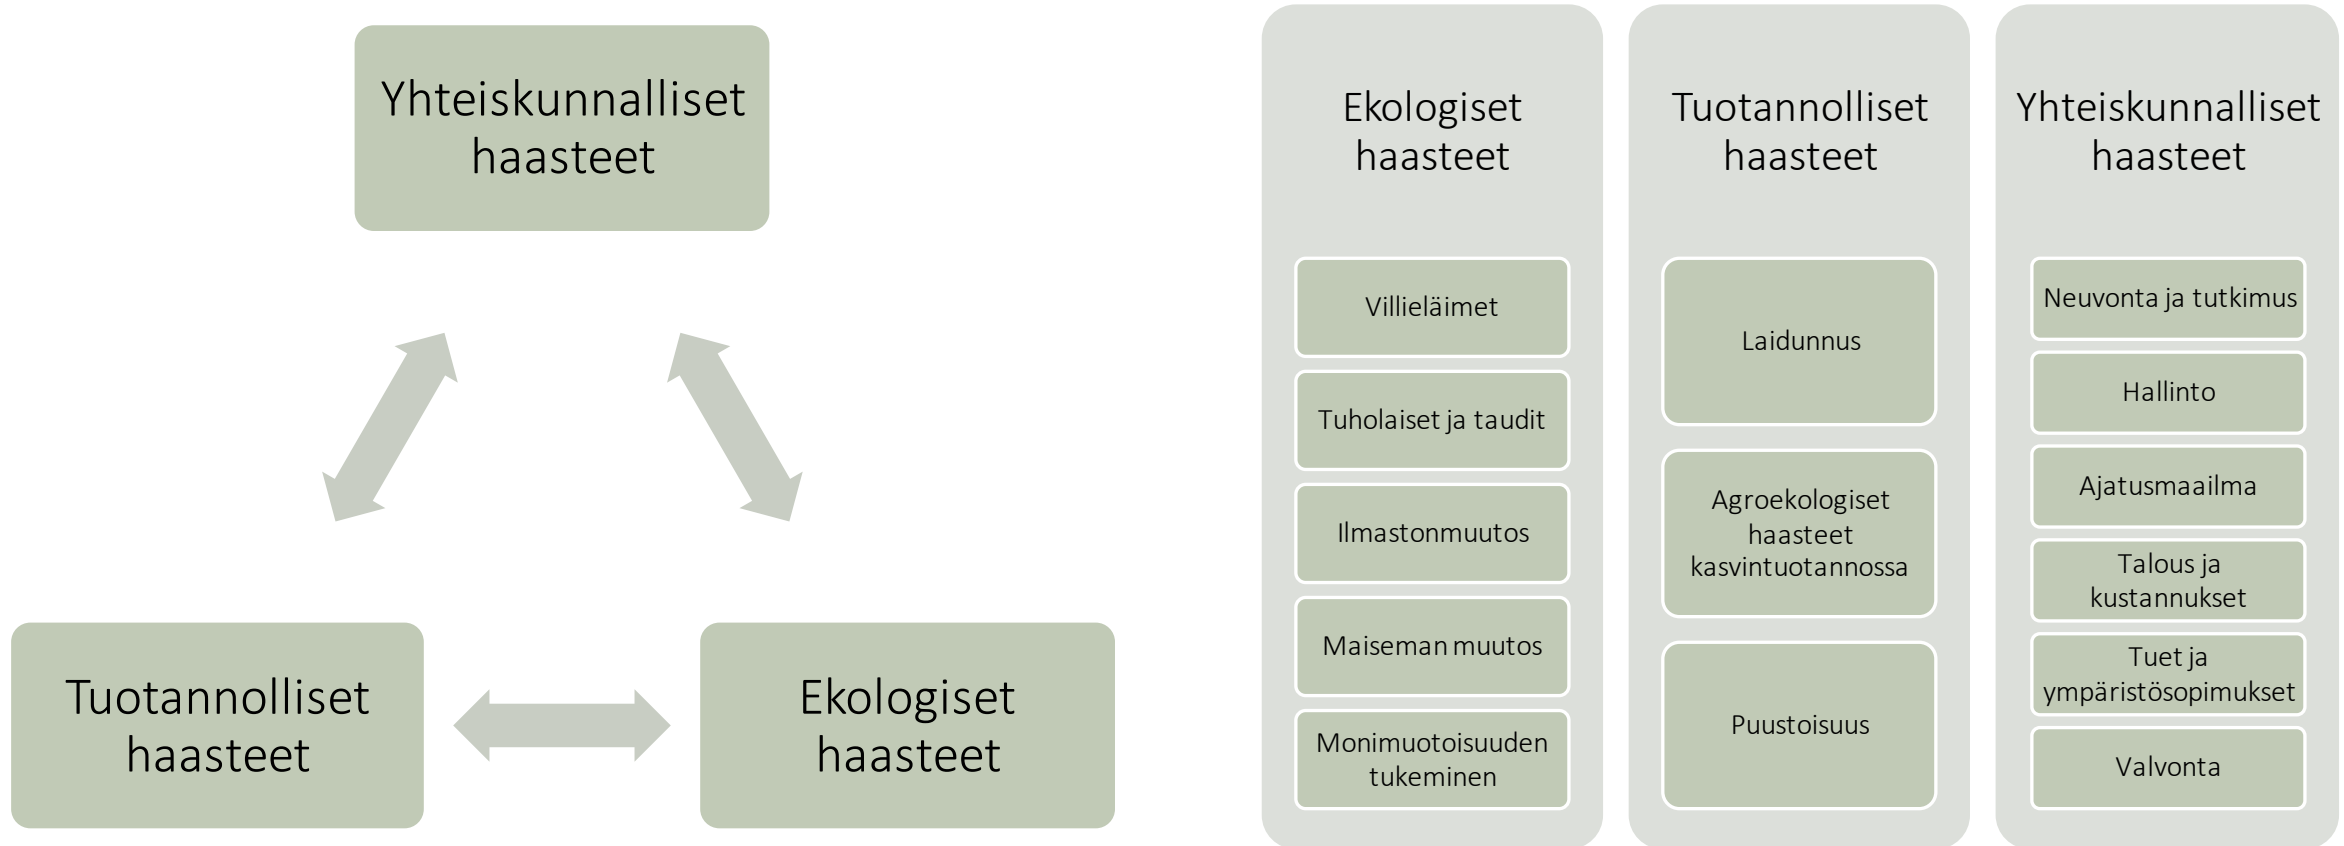 Yhteiskunnalliset
haasteet
Tuotannolliset
haasteet
Ekologiset
haasteet
Ekologiset
haasteet
Villieläimet
Tuholaiset ja taudit
Ilmastonmuutos
Maiseman muutos
Monimuotoisuuden
tukeminen
Tuotannolliset
haasteet
Laidunnus
Agroekologiset
haasteet
kasvintuotannossa
Puustoisuus
Yhteiskunnalliset
haasteet
Neuvonta ja tutkimus
Hallinto
Ajatusmaailma
Talous ja
kustannukset
Tuet ja
ympäristösopimukset
Valvonta